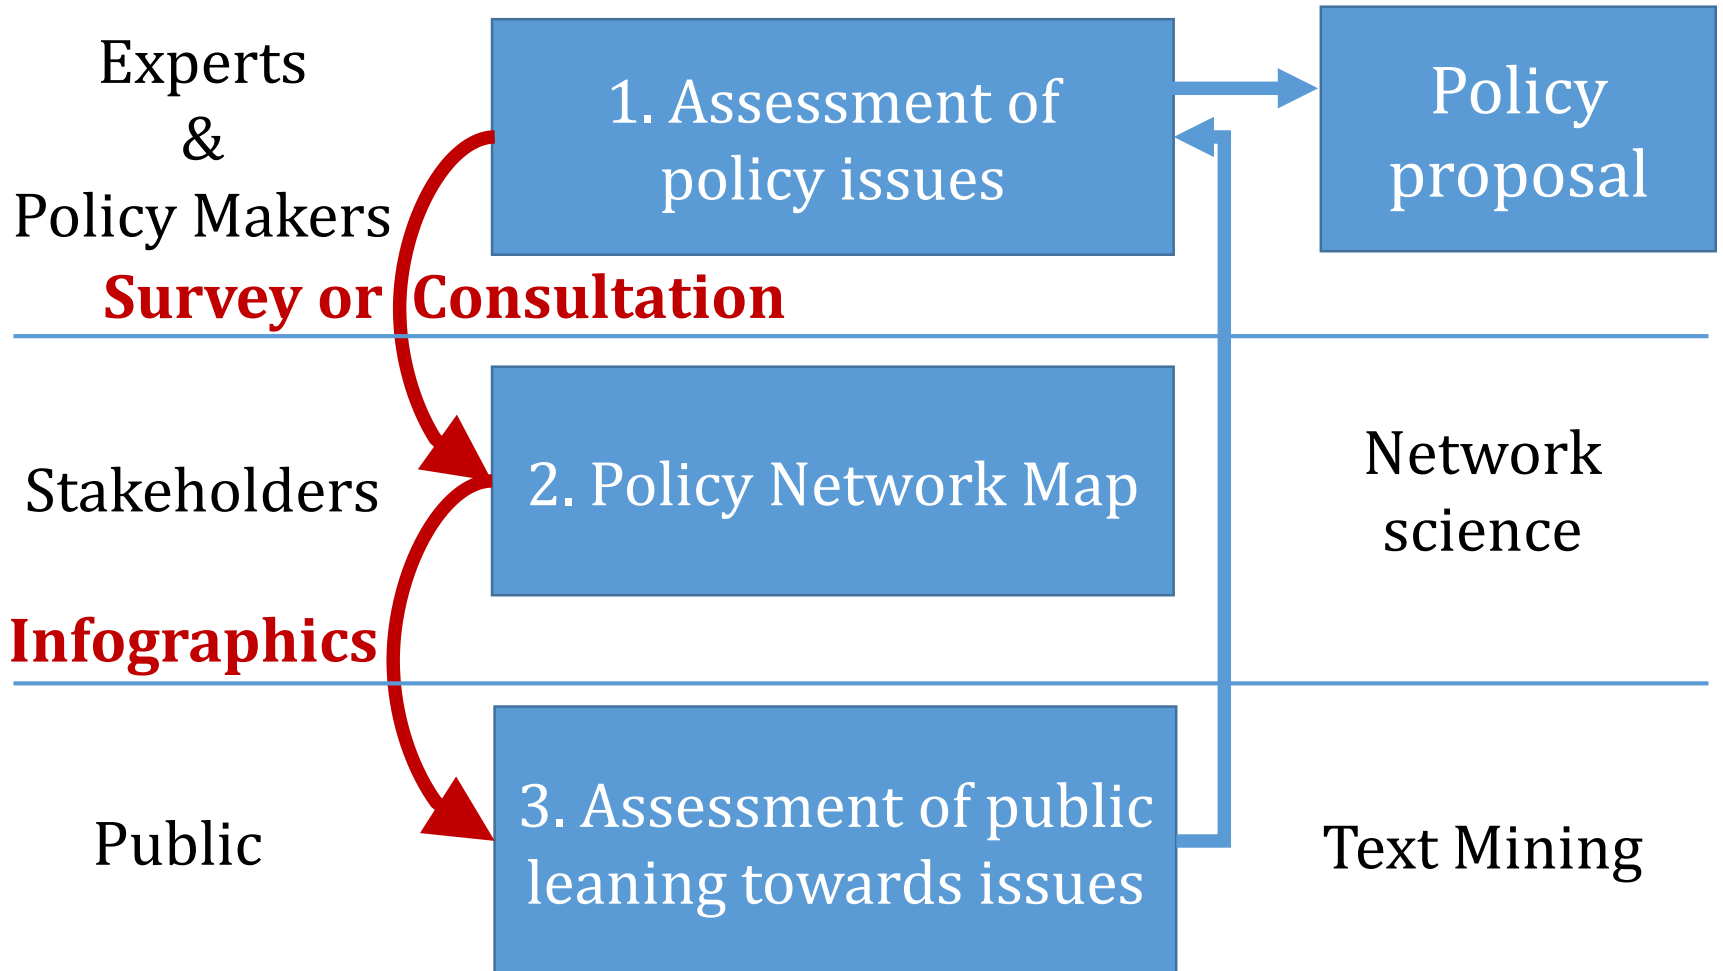 Experts
&
Policy Makers
1. Assessment of
policy issues
Policy
proposal
Survey or Consultation
Stakeholders
2. Policy Network Map
Network
science
Infographics
Public
3. Assessment of public
leaning towards issues
Text Mining